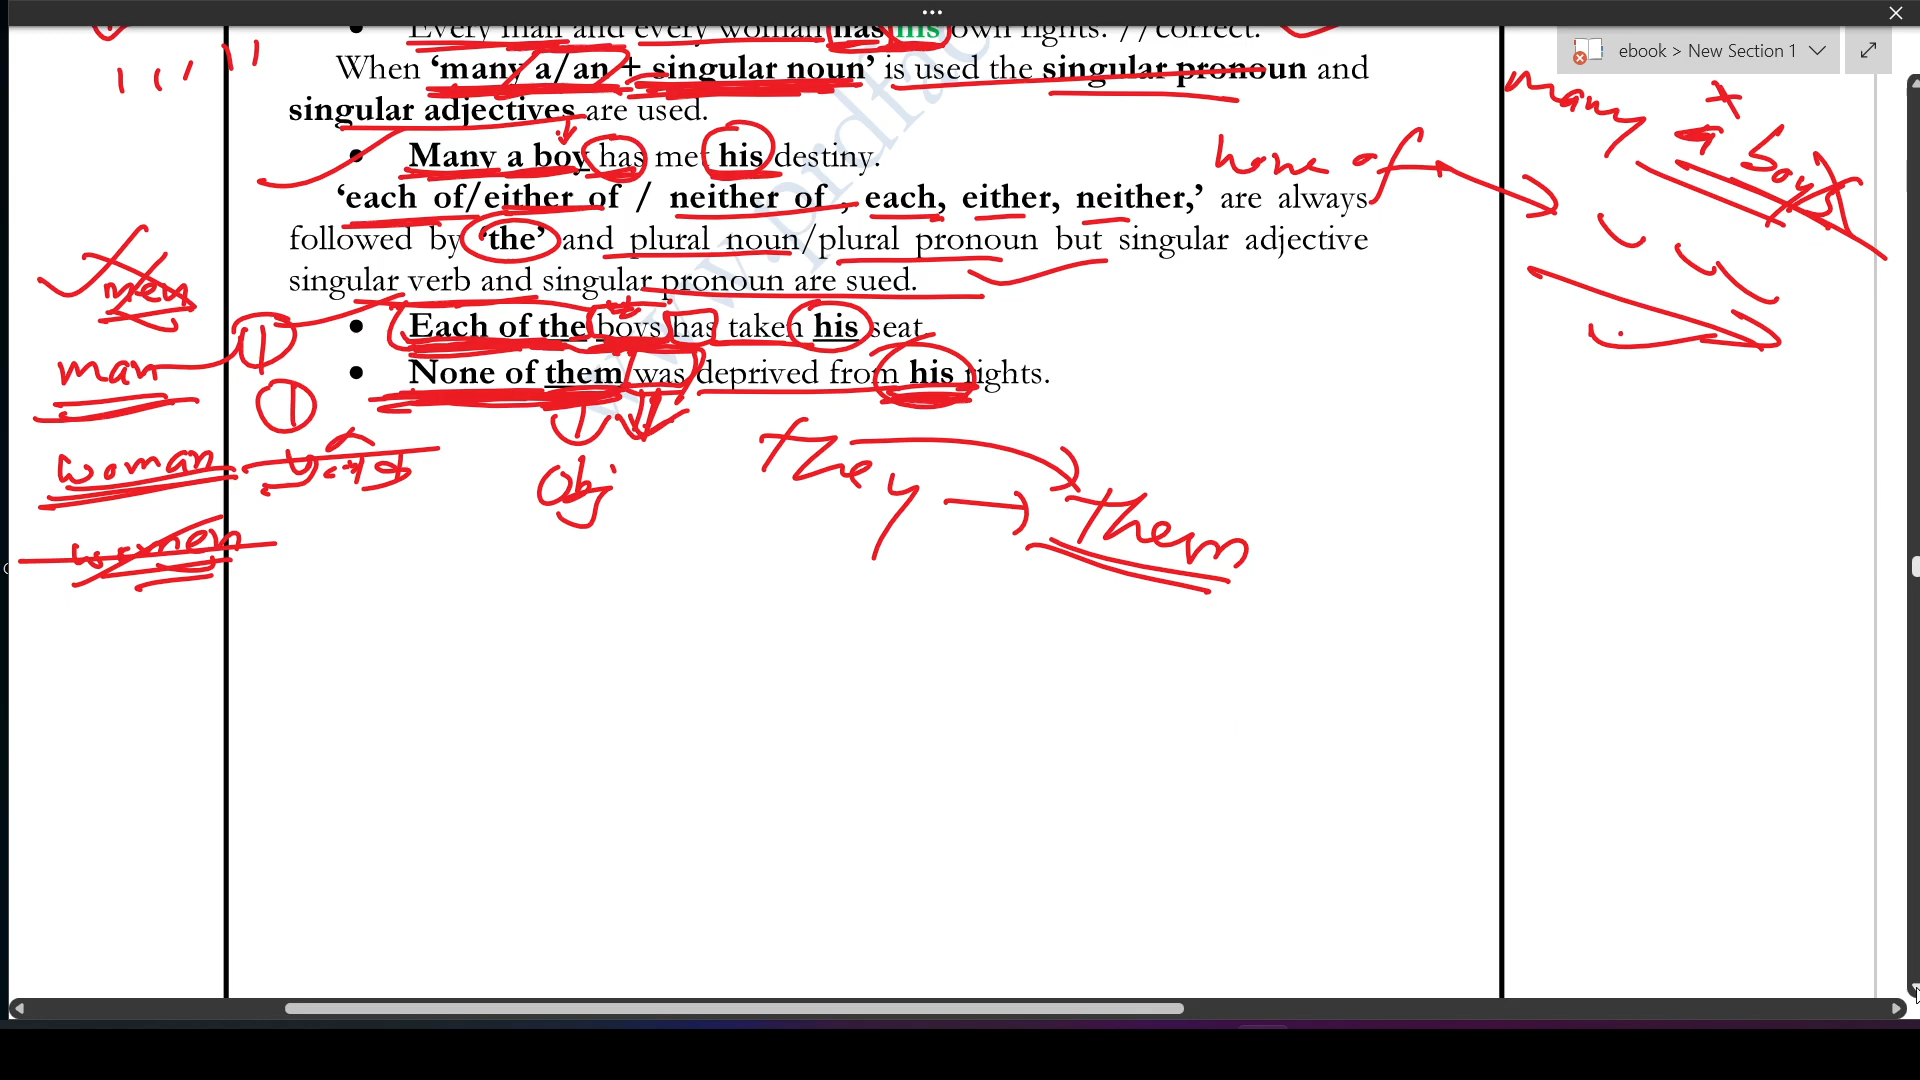 ebook > New Section 1
• Every man and every woman has his own rights. //correct.
When ‘many a/an + singular noun’ is used the singular pronoun and
singular adjectives are used.
• Many a boy has met his destiny.
‘each of/either of / neither of , each, either, neither,’ are always
followed by ‘the’ and plural noun/plural pronoun but singular adjective
singular verb and singular pronoun are sued.
• Each of the boys has taken his seat.
• None of them was deprived from his rights.
many a boy
none of
men
man
1
1
woman
verb
women
obj
They
Them